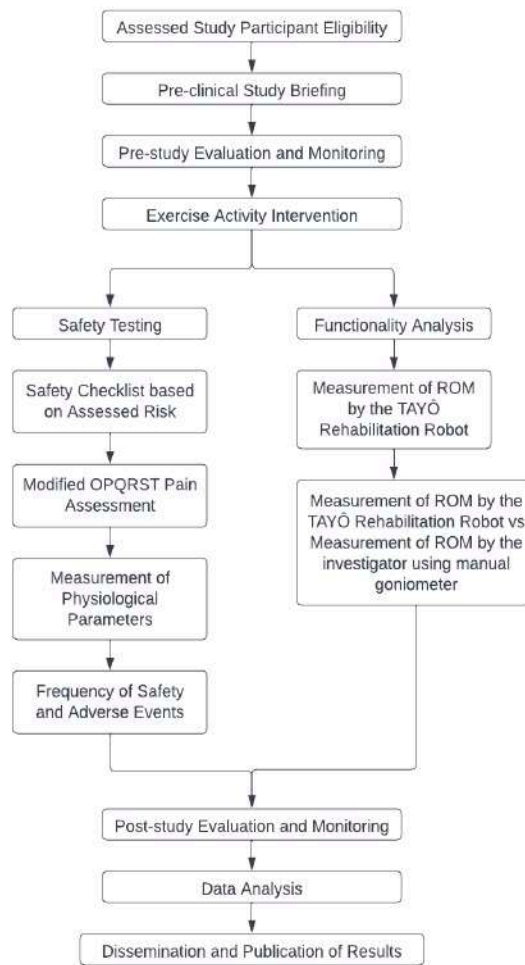 Assessed Study Participant Eligibility
Pre-clinical Study Briefing
Pre-study Evaluation and Monitoring
Exercise Activity Intervention
Safety Testing
Safety Checklist based
on Assessed Risk
Modified OPQRST Pain
Assessment
Measurement of
Physiological
Parameters
Frequency of Safety
and Adverse Events
Functionality Analysis
Measurement of ROM
by the TAYÔ
Rehabilitation Robot
Measurement of ROM by the
TAYÔ Rehabilitation Robot vs
Measurement of ROM by the
investigator using manual
goniometer
Post-study Evaluation and Monitoring
Data Analysis
Dissemination and Publication of Results